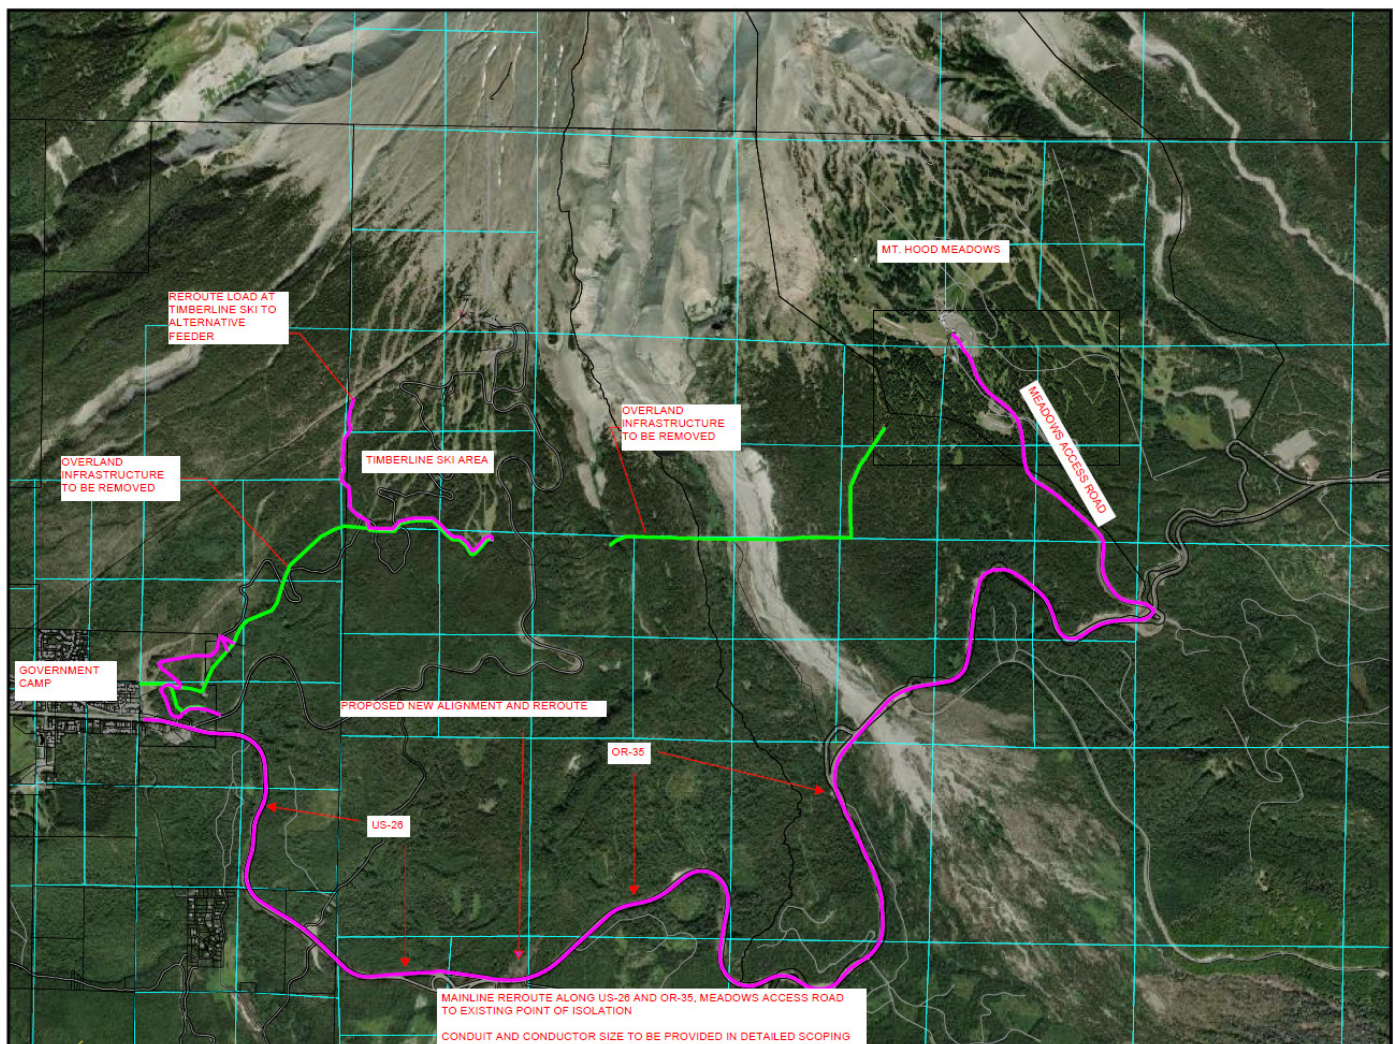 MT. HOOD MEADOWS
REROUTE LOAD AT
TIMBERLINE SKI TO
ALTERNATIVE
FEEDER
OVERLAND
INFRASTRUCTURE
TO BE REMOVED
MEADOWS ACCESS ROAD
TIMBERLINE SKI AREA
OVERLAND
INFRASTRUCTURE
TO BE REMOVED
GOVERNMENT
CAMP
PROPOSED NEW ALIGNMENT AND REROUTE
OR-35
US-26
MAINLINE REROUTE ALONG US-26 AND OR-35, MEADOWS ACCESS ROAD
TO EXISTING POINT OF ISOLATION
CONDUIT AND CONDUCTOR SIZE TO BE PROVIDED IN DETAILED SCOPING